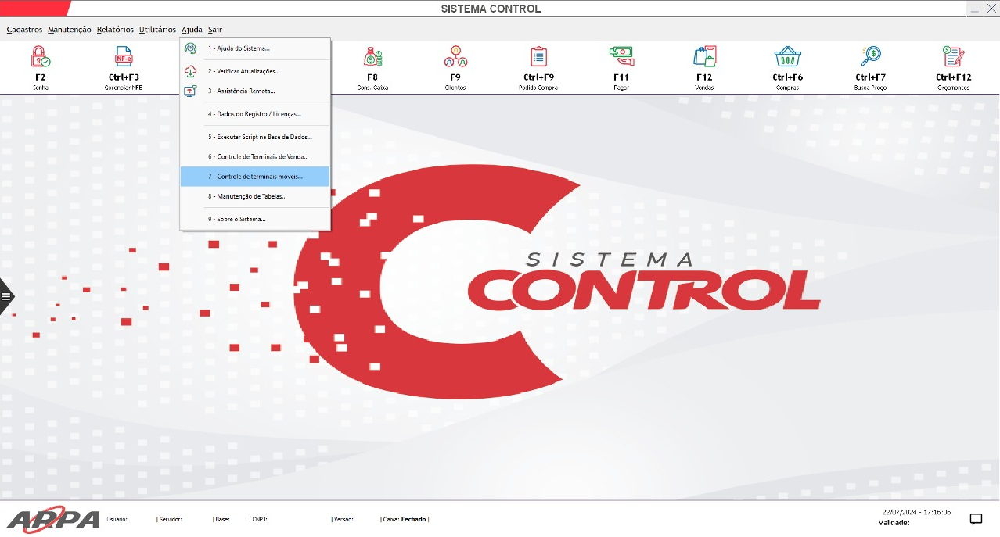 SISTEMA CONTROL
Cadastros Manutenção Relatórios Utilitários Ajuda Sair
1 - Ajuda do Sistema...
2 - Verificar Atualizações...
3 - Assistência Remota...
4 - Dados do Registro / Licenças...
5 - Executar Script na Base de Dados...
6 - Controle de Terminais de Venda...
7 - Controle de terminais móveis...
8 - Manutenção de Tabelas...
9 - Sobre o Sistema...
NF-e
F2 Ctrl+F3 F8 F9 Ctrl+F9 F11 F12 Ctrl+F6 Ctrl+F7 Ctrl+F12
Senha Gerenciar NFE Cons. Caixa Clientes Pedido Compra Pagar Vendas Compras Busca Preço Orçamentos
SISTEMA
CONTROL
ARPA
Usuário: | Servidor: | Base: | CNPJ: | Versão: | Caixa: Fechado |
22/07/2024 - 17:16:06
Validade: